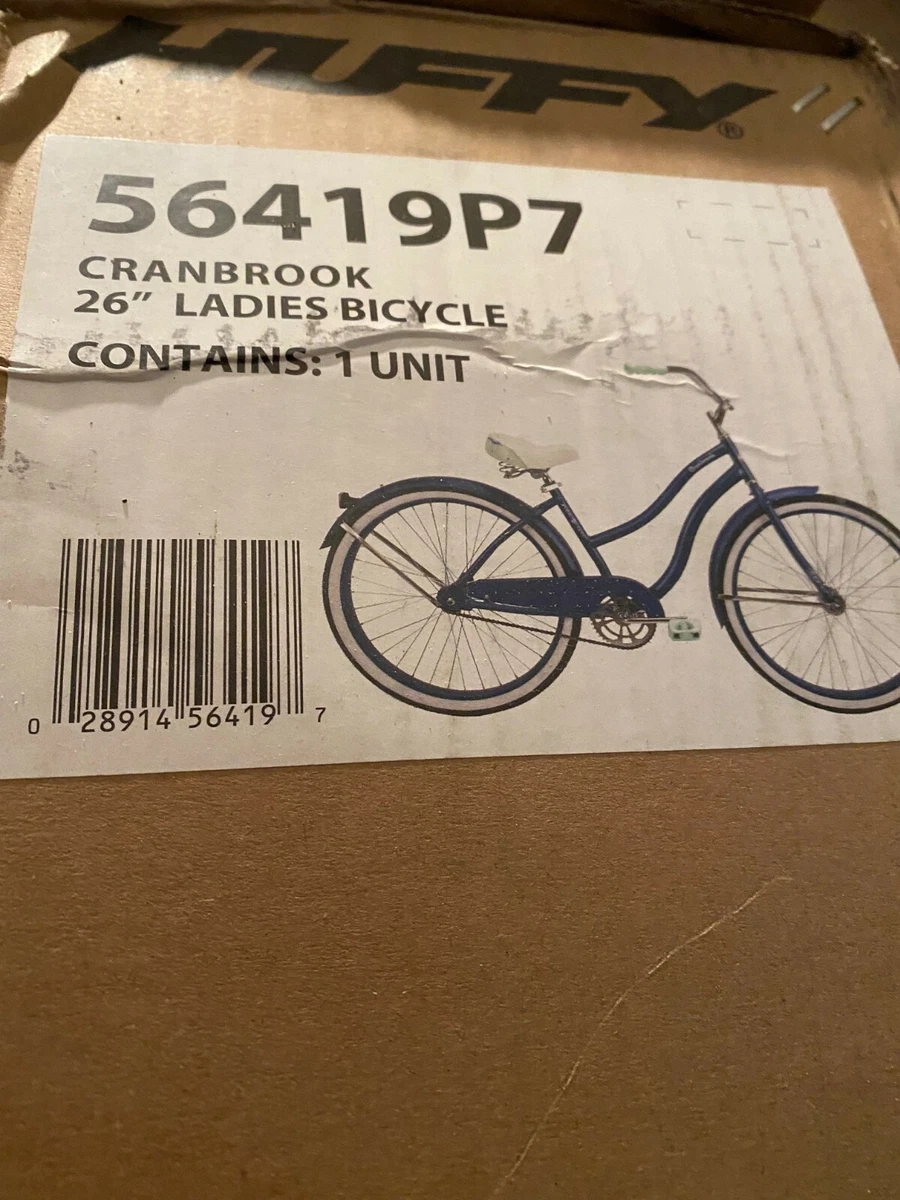 HUFFY®
56419P7
CRANBROOK
26” LADIES BICYCLE
CONTAINS: 1 UNIT
0 28914 56419 7